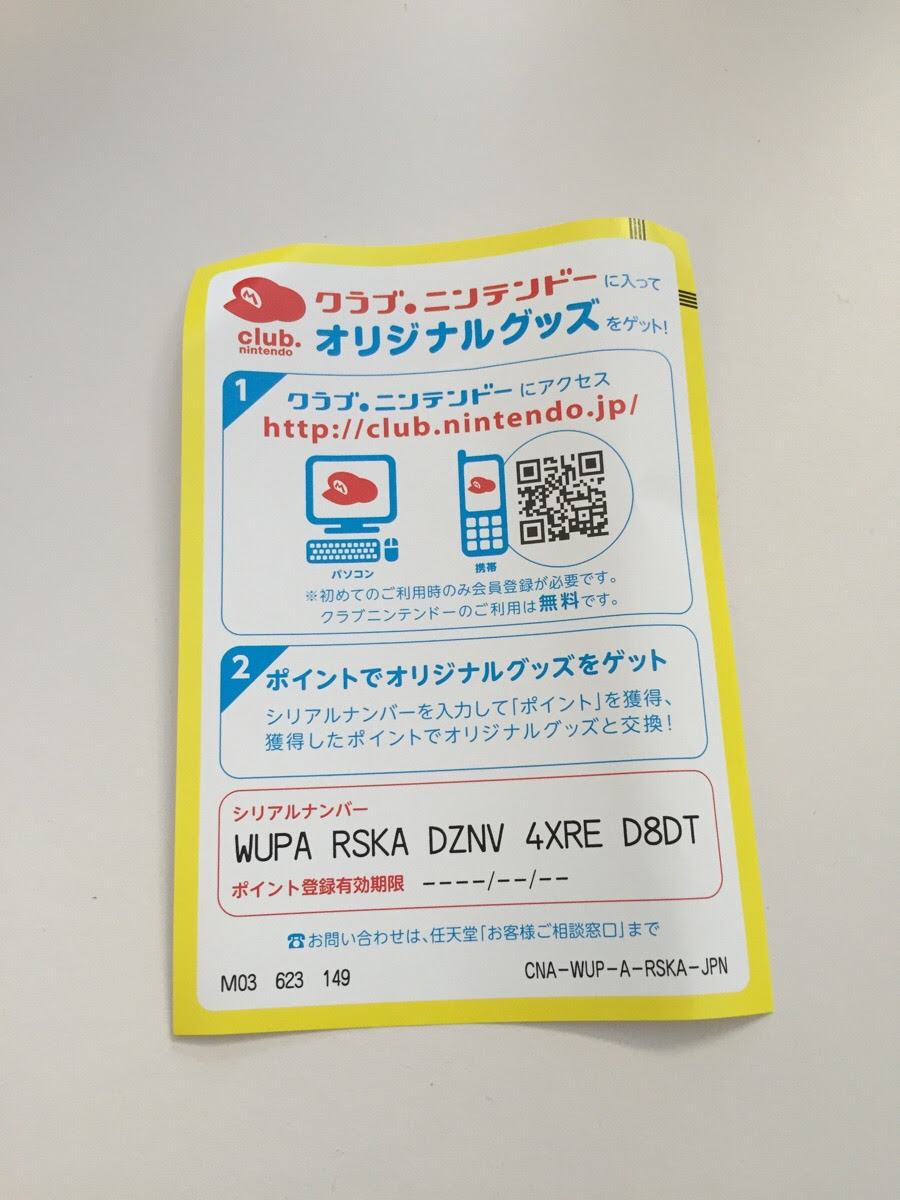 クラブ・ニンテンドーに入って
オリジナルグッズをゲット!
club.
nintendo
1
クラブ・ニンテンドーにアクセス
http://club.nintendo.jp/
パソコン
携帯
※初めてのご利用時のみ会員登録が必要です。
クラブニンテンドーのご利用は無料です。
2
ポイントでオリジナルグッズをゲット
シリアルナンバーを入力して「ポイント」を獲得、
獲得したポイントでオリジナルグッズと交換!
シリアルナンバー
WUPA RSKA DZNV 4XRE D8DT
ポイント登録有効期限 ----/--/--
☎お問い合わせは、任天堂「お客様ご相談窓口」まで
M03 623 149
CNA-WUP-A-RSKA-JPN